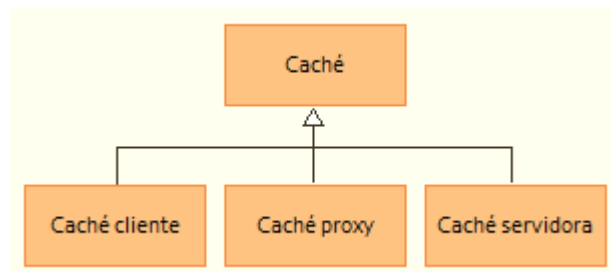 Caché
Caché cliente
Caché proxy
Caché servidora